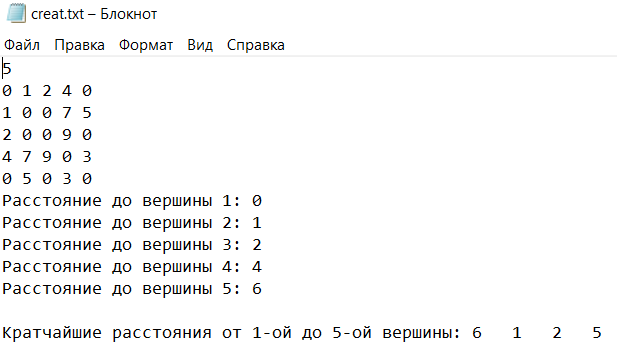 creat.txt – Блокнот
Файл Правка Формат Вид Справка
5
0 1 2 4 0
1 0 0 7 5
2 0 0 9 0
4 7 9 0 3
0 5 0 3 0
Расстояние до вершины 1: 0
Расстояние до вершины 2: 1
Расстояние до вершины 3: 2
Расстояние до вершины 4: 4
Расстояние до вершины 5: 6
Кратчайшие расстояния от 1-ой до 5-ой вершины: 6 1 2 5